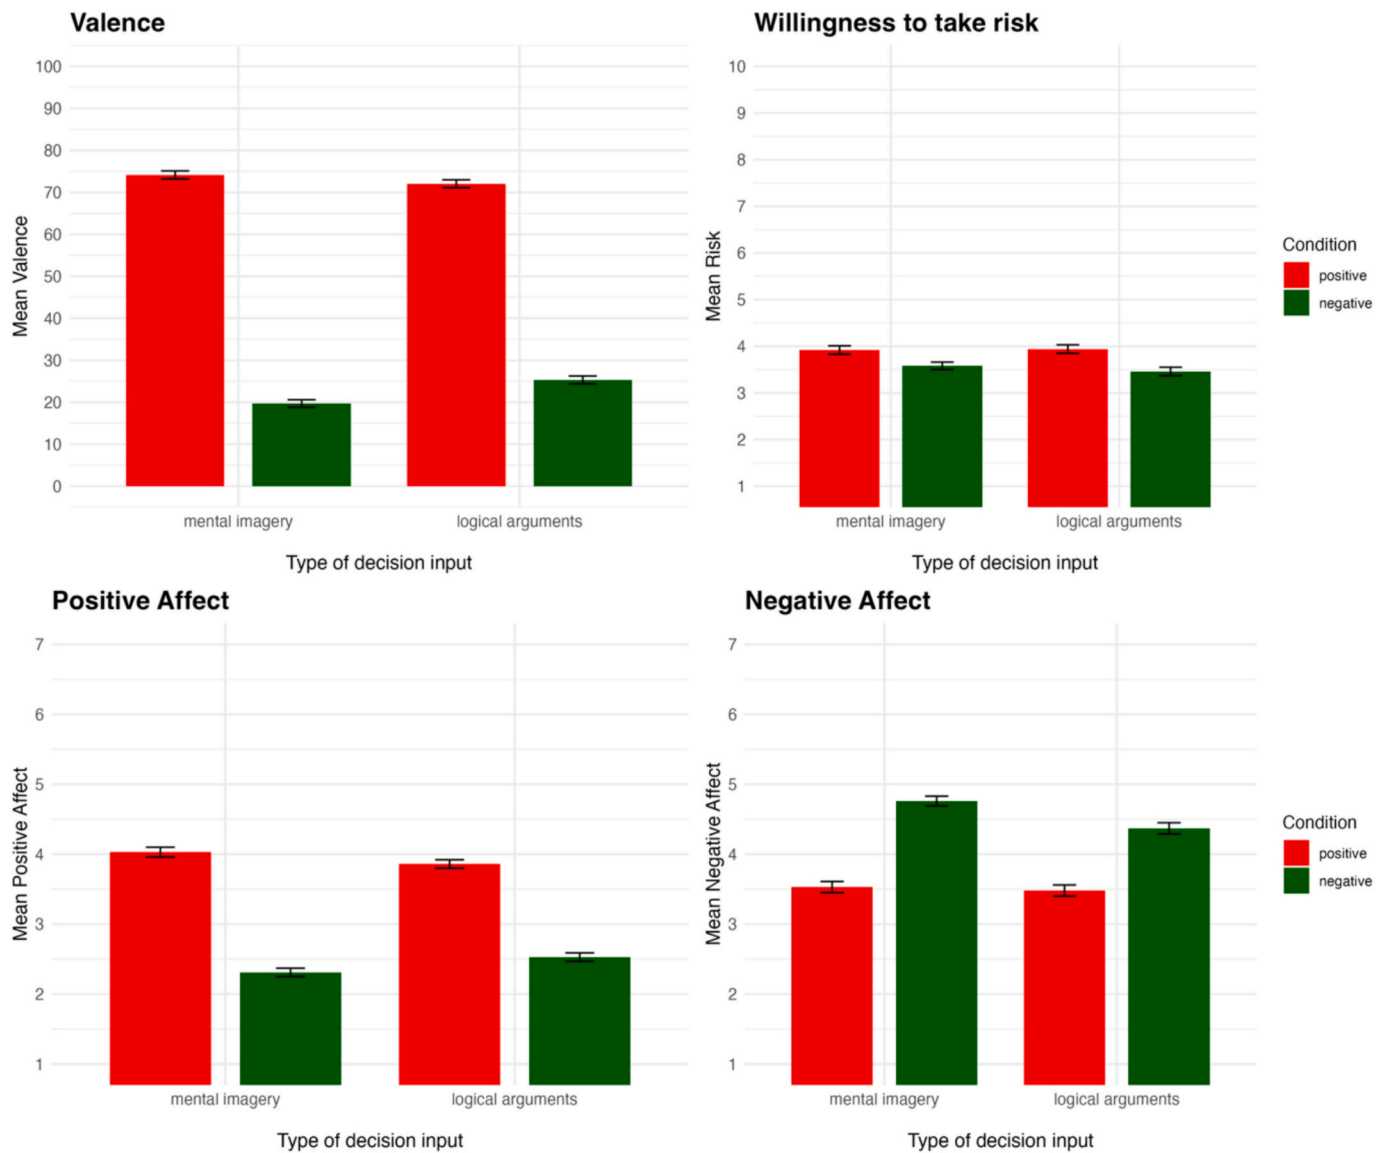 Valence
100
90
80
70
60
50
40
30
20
10
0
Mean Valence
mental imagery
logical arguments
Type of decision input
Willingness to take risk
10
9
8
7
6
5
4
3
2
1
Mean Risk
mental imagery
logical arguments
Type of decision input
Condition
positive
negative
Positive Affect
7
6
5
4
3
2
1
Mean Positive Affect
mental imagery
logical arguments
Type of decision input
Negative Affect
7
6
5
4
3
2
1
Mean Negative Affect
mental imagery
logical arguments
Type of decision input
Condition
positive
negative